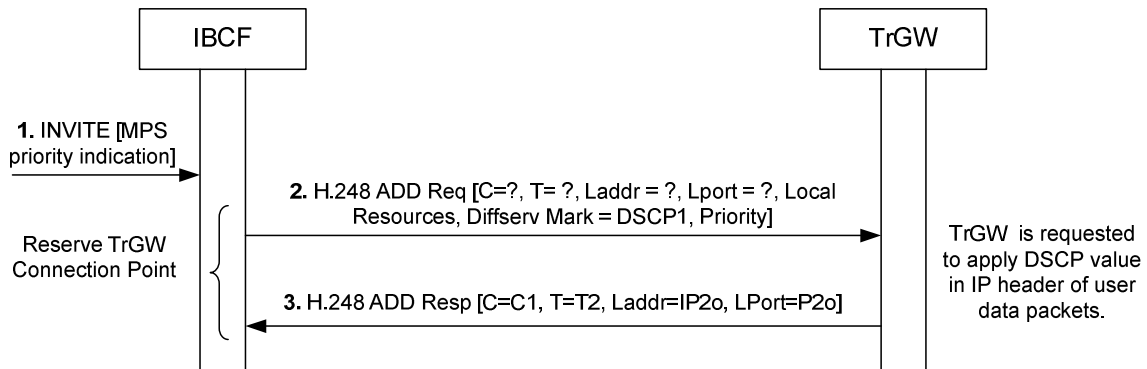 IBCF
TrGW
1. INVITE [MPS
priority indication]
2. H.248 ADD Req [C=?, T= ?, Laddr = ?, Lport = ?, Local
Resources, Diffserv Mark = DSCP1, Priority]
Reserve TrGW
Connection Point
TrGW is requested
to apply DSCP value
in IP header of user
data packets.
3. H.248 ADD Resp [C=C1, T=T2, Laddr=IP2o, LPort=P2o]